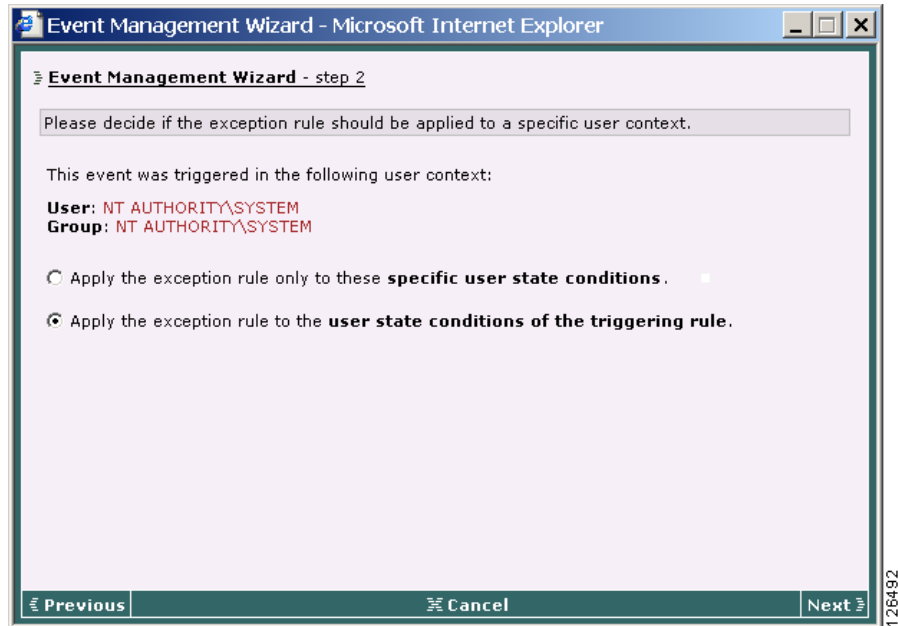 Event Management Wizard - Microsoft Internet Explorer
Event Management Wizard - step 2
Please decide if the exception rule should be applied to a specific user context.
This event was triggered in the following user context:
User: NT AUTHORITY\SYSTEM
Group: NT AUTHORITY\SYSTEM
Apply the exception rule only to these specific user state conditions.
Apply the exception rule to the user state conditions of the triggering rule.
Previous
Cancel
Next
126492